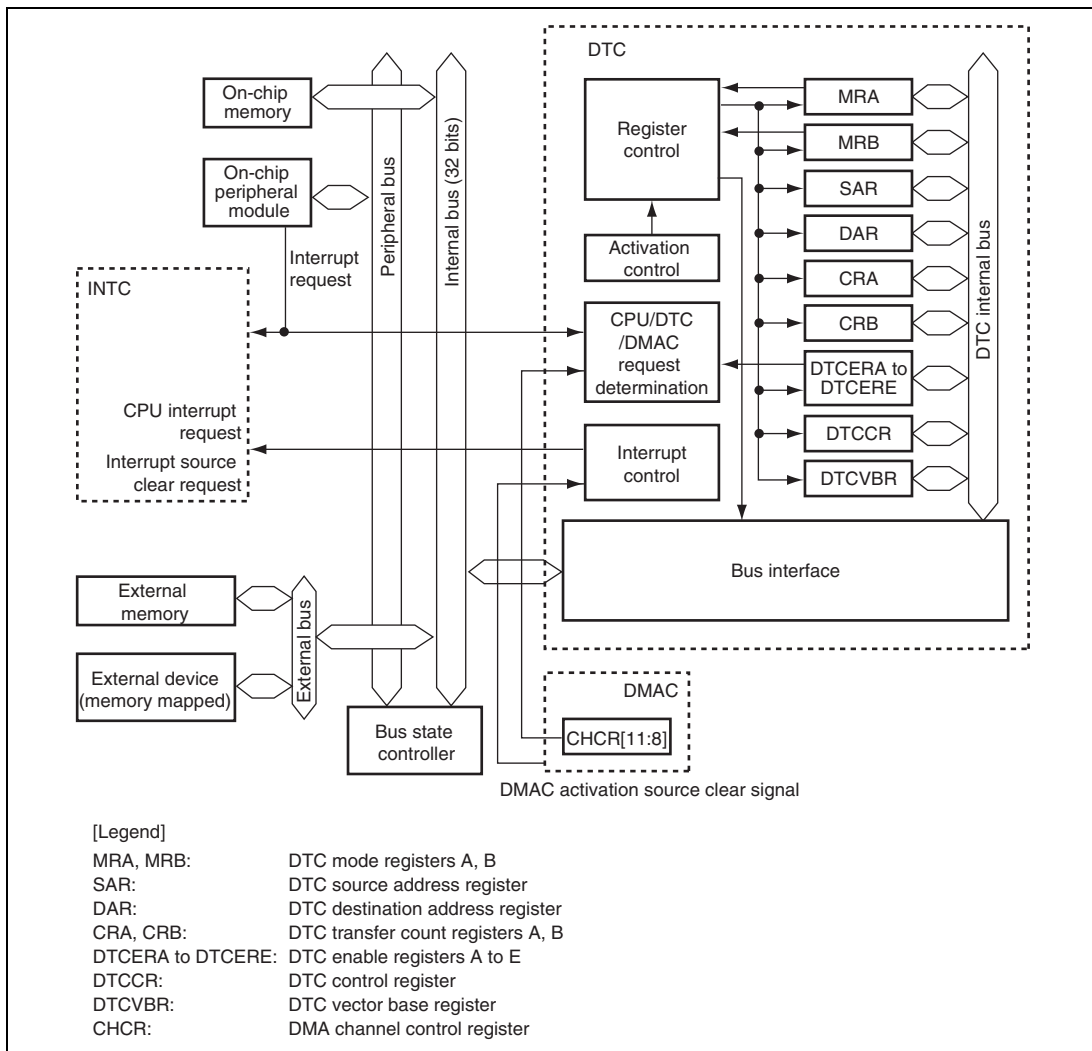 DTC
On-chip
memory
On-chip
peripheral
module
Interrupt
request
Peripheral bus
Internal bus (32 bits)
Register
control
Activation
control
CPU/DTC
/DMAC
request
determination
Interrupt
control
MRA
MRB
SAR
DAR
CRA
CRB
DTCERA to
DTCERE
DTCCR
DTCVBR
DTC internal bus
INTC
CPU interrupt
request
Interrupt source
clear request
Bus interface
External
memory
External device
(memory mapped)
External bus
Bus state
controller
DMAC
CHCR[11:8]
DMAC activation source clear signal
[Legend]
MRA, MRB: DTC mode registers A, B
SAR: DTC source address register
DAR: DTC destination address register
CRA, CRB: DTC transfer count registers A, B
DTCERA to DTCERE: DTC enable registers A to E
DTCCR: DTC control register
DTCVBR: DTC vector base register
CHCR: DMA channel control register